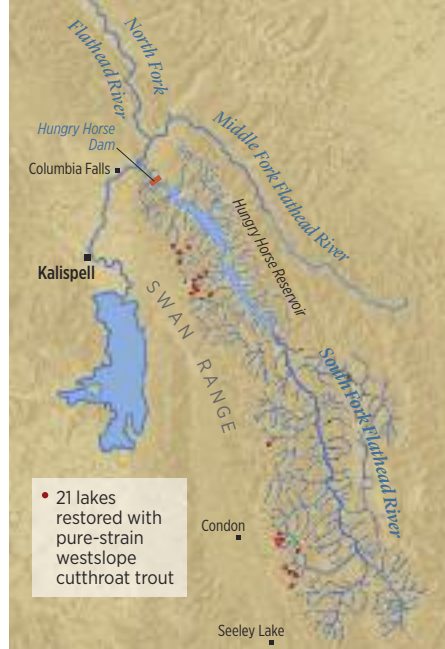 North Fork
Flathead River
Middle Fork Flathead River
Hungry Horse
Dam
Columbia Falls
Hungry Horse Reservoir
Kalispell
SWAN RANGE
South Fork Flathead River
21 lakes
restored with
pure-strain
westslope
cutthroat trout
Condon
Seeley Lake